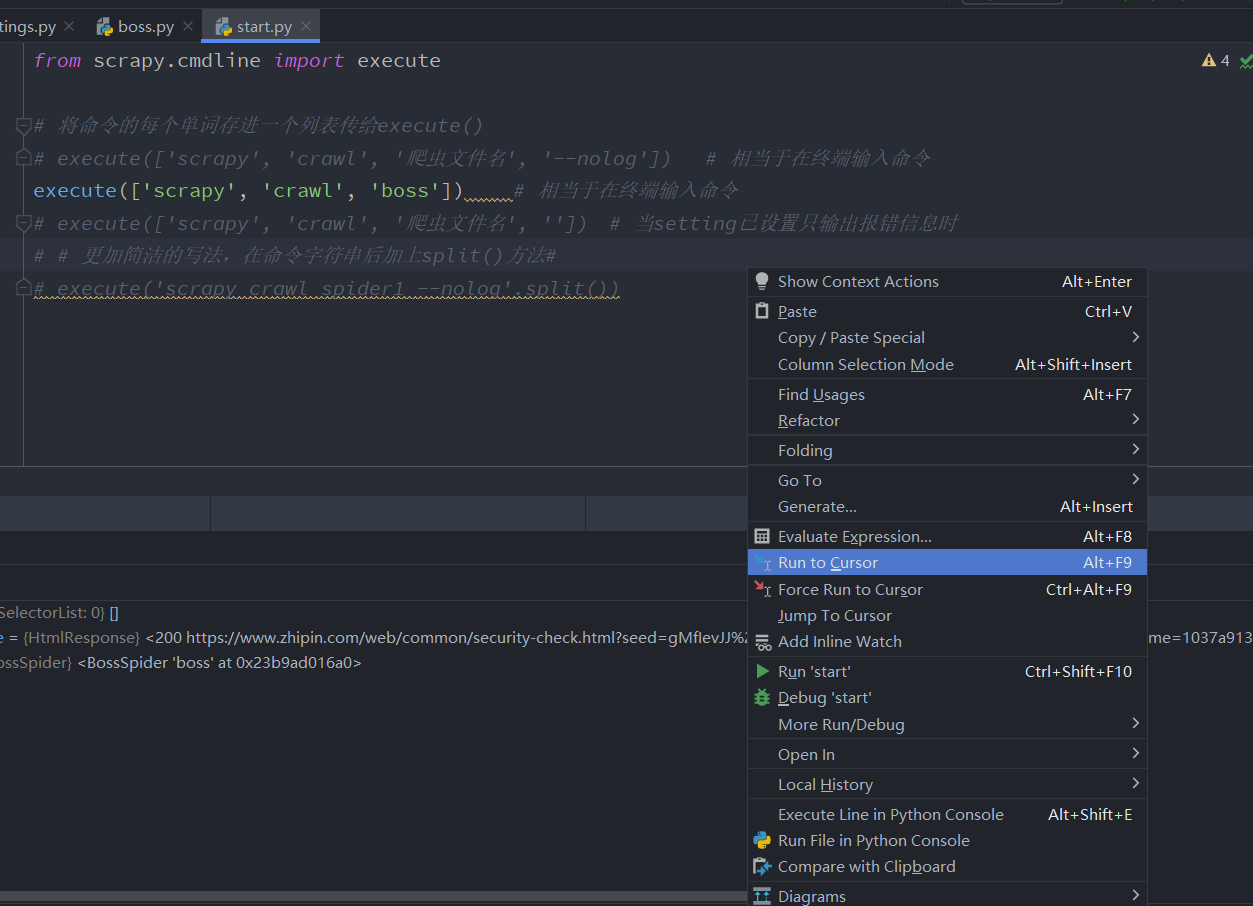 tings.py boss.py start.py
from scrapy.cmdline import execute
4
# 将命令的每个单词存进一个列表传给execute()
# execute(['scrapy', 'crawl', '爬虫文件名', '--nolog']) # 相当于在终端输入命令
execute(['scrapy', 'crawl', 'boss']) # 相当于在终端输入命令
# execute(['scrapy', 'crawl', '爬虫文件名', '']) # 当setting已设置只输出报错信息时
# # 更加简洁的写法，在命令字符串后加上split()方法#
# execute('scrapy crawl spider1 --nolog'.split())
Show Context Actions Alt+Enter
Paste Ctrl+V
Copy / Paste Special
Column Selection Mode Alt+Shift+Insert
Find Usages Alt+F7
Refactor
Folding
Go To
Generate... Alt+Insert
Evaluate Expression... Alt+F8
Run to Cursor Alt+F9
Force Run to Cursor Ctrl+Alt+F9
Jump To Cursor
Add Inline Watch
Run 'start' Ctrl+Shift+F10
Debug 'start'
More Run/Debug
Open In
Local History
Execute Line in Python Console Alt+Shift+E
Run File in Python Console
Compare with Clipboard
Diagrams
SelectorList: 0} []
e = {HtmlResponse} <200 https://www.zhipin.com/web/common/security-check.html?seed=gMfIevJJ%2 me=1037a913
ossSpider} <BossSpider 'boss' at 0x23b9ad016a0>